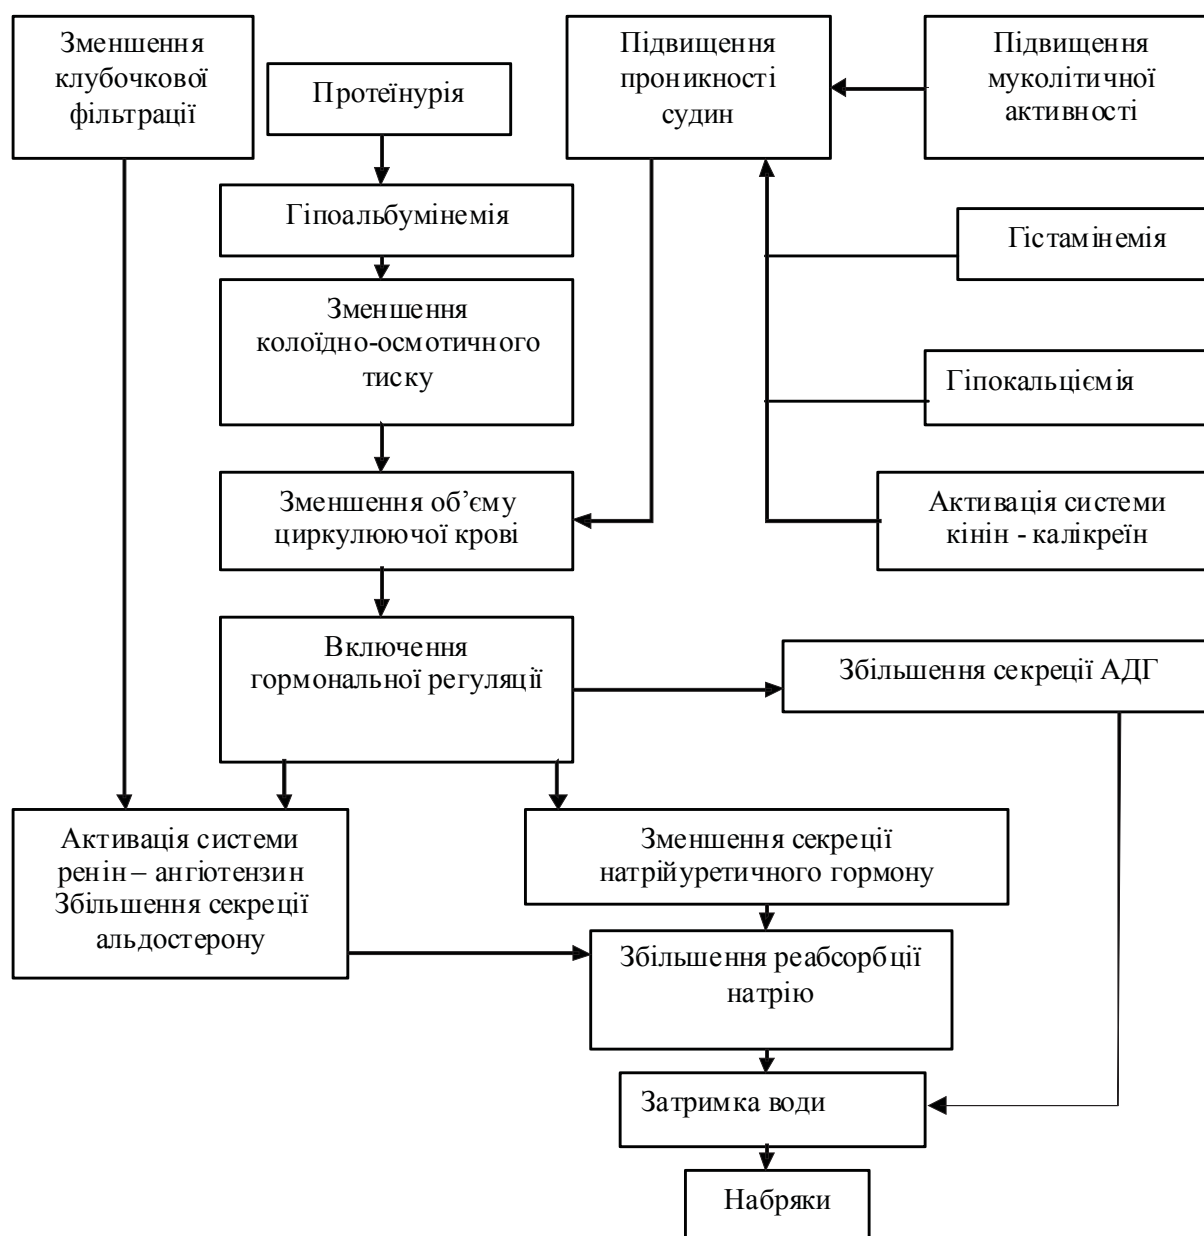 Зменшення
клубочкової
фільтрації
Протеїнурія
Підвищення
проникності
судин
Підвищення
муколітичної
активності
Гіпоальбумінемія
Гістамінемія
Зменшення
колоїдно-осмотичного
тиску
Гіпокальціємія
Зменшення об’єму
циркулюючої крові
Активація системи
кінін - калікреїн
Включення
гормональної регуляції
Збільшення секреції АДГ
Активація системи
ренін – ангіотензин
Збільшення секреції
альдостерону
Зменшення секреції
натрійуретичного гормону
Збільшення реабсорбції
натрію
Затримка води
Набряки